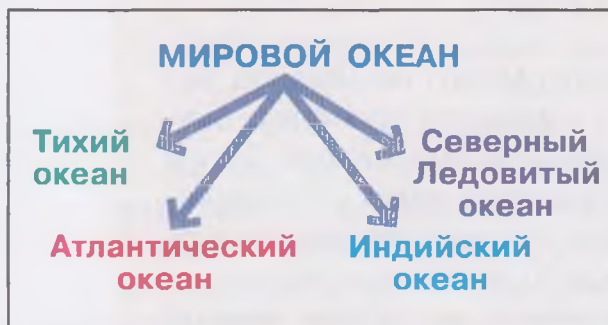 МИРОВОЙ ОКЕАН
Тихий
океан
Северный
Ледовитый
океан
Атлантический
океан
Индийский
океан